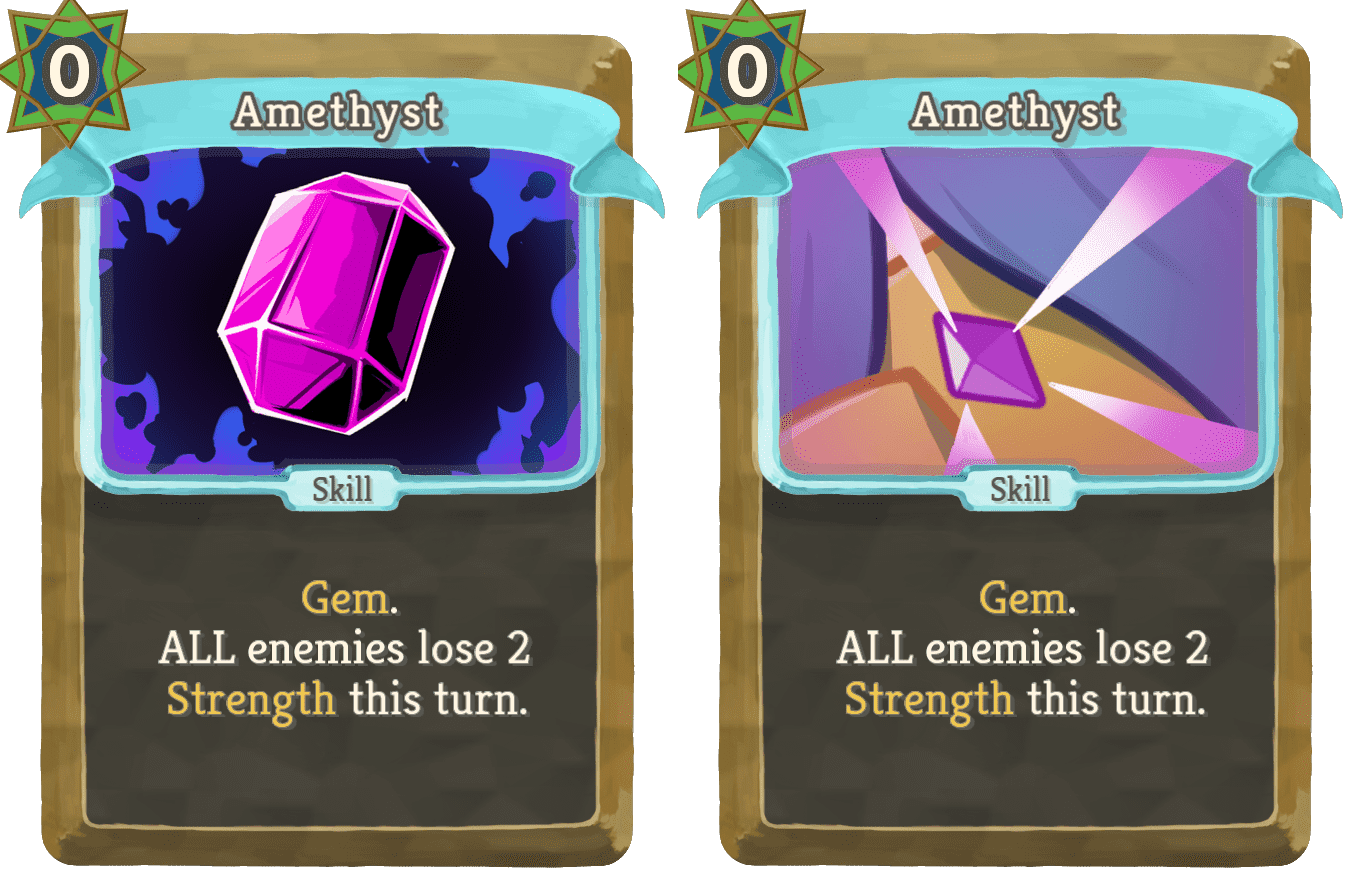 0
Amethyst
Skill
Gem.
ALL enemies lose 2
Strength this turn.
0
Amethyst
Skill
Gem.
ALL enemies lose 2
Strength this turn.